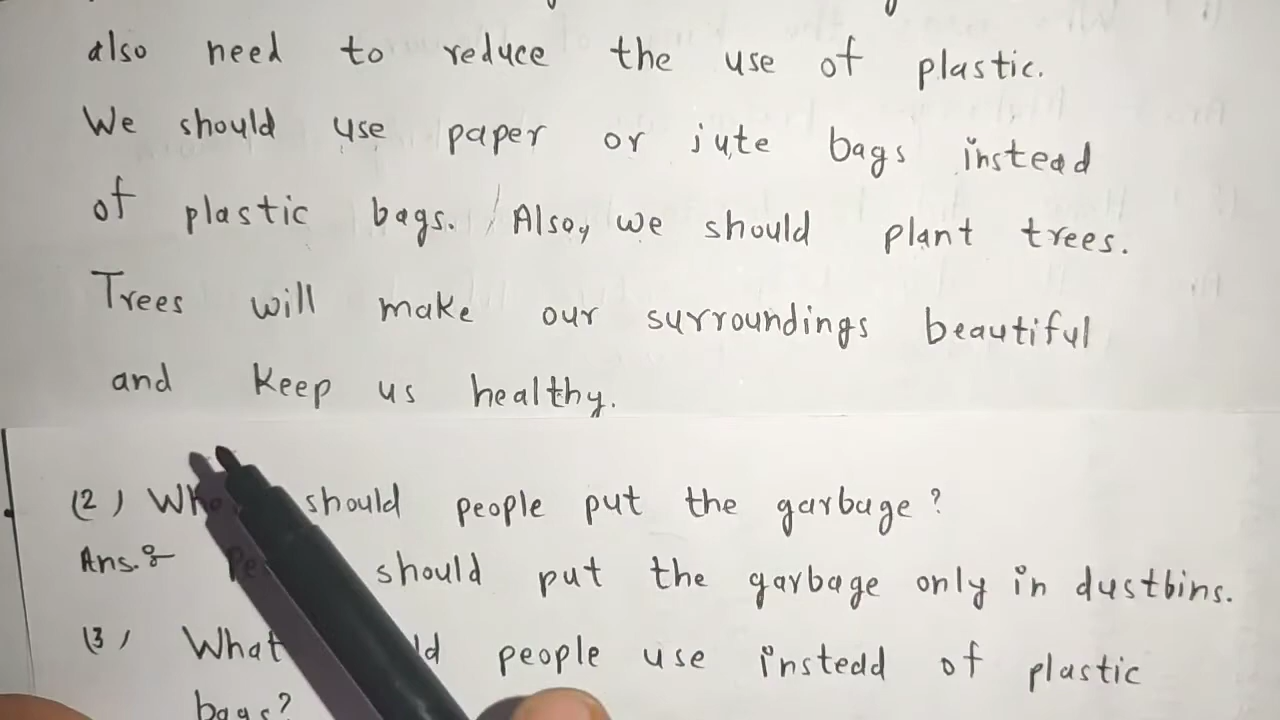 also need to reduce the use of plastic.
We should use paper or jute bags instead
of plastic bags. Also, we should plant trees.
Trees will make our surroundings beautiful
and keep us healthy.
(2) should people put the garbage?
Ans.:- should put the garbage only in dustbins.
(3) What people use instead of plastic
bags?